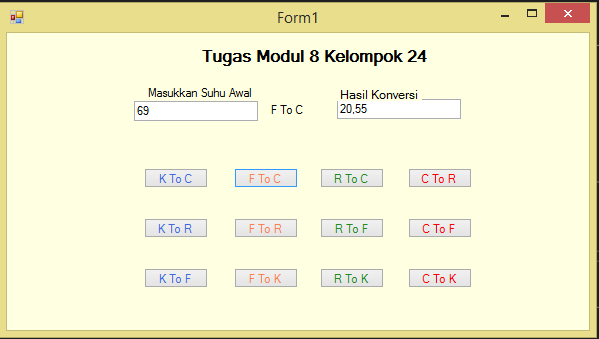 Form1
Tugas Modul 8 Kelompok 24
Masukkan Suhu Awal
Hasil Konversi
69
F To C
20,55
K To C
F To C
R To C
C To R
K To R
F To R
R To F
C To F
K To F
F To K
R To K
C To K